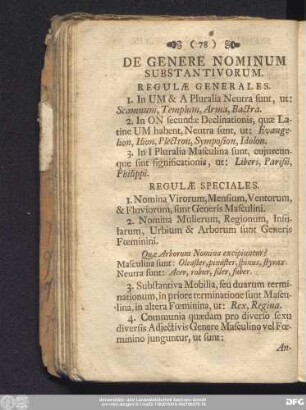 ( 78 )
DE GENERE NOMINUM
SUBSTANTIVORUM.
REGULÆ GENERALES.
1. In UM & A Pluralia Neutra sunt, ut:
Scamnum, Templum, Arma, Bactra.
2. In ON secundæ Declinationis, quæ La-
tine UM habent, Neutra sunt, ut: Evange-
lion, Ilion, Plectron, Symposion, Idolon.
3. In I Pluralia Masculina sunt, cujuscun-
que sint significationis, ut: Liberi, Parisii,
Philippi.
REGULÆ SPECIALES.
1. Nomina Virorum, Mensium, Ventorum,
& Fluviorum, sunt Generis Masculini.
2. Nomina Mulierum, Regionum, Insu-
larum, Urbium & Arborum sunt Generis
Fœminini.
Quæ Arborum Nomina excipiuntur?
Masculina sunt: Oleaster, pinaster, spinus, styrax.
Neutra sunt: Acer, robur, siler, suber.
3. Substantiva Mobilia, seu duarum termi-
nationum, in priore terminatione sunt Mascu-
lina, in altera Fœminina, ut: Rex, Regina.
4. Communia quædam pro diverso sexu
diversis Adjectivis Genere Masculino vel Fœ-
minino junguntur, ut sunt:
An-